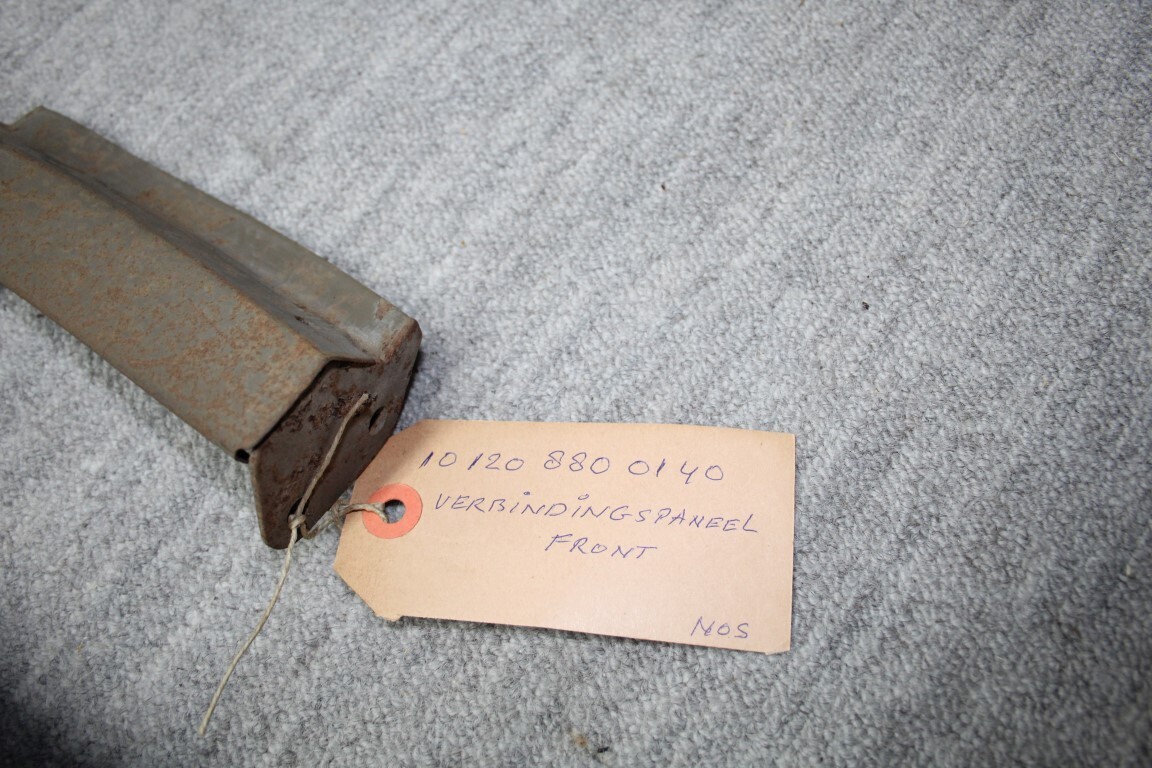 10 120 880 01 40
VERBINDINGSPANEEL
FRONT
NOS